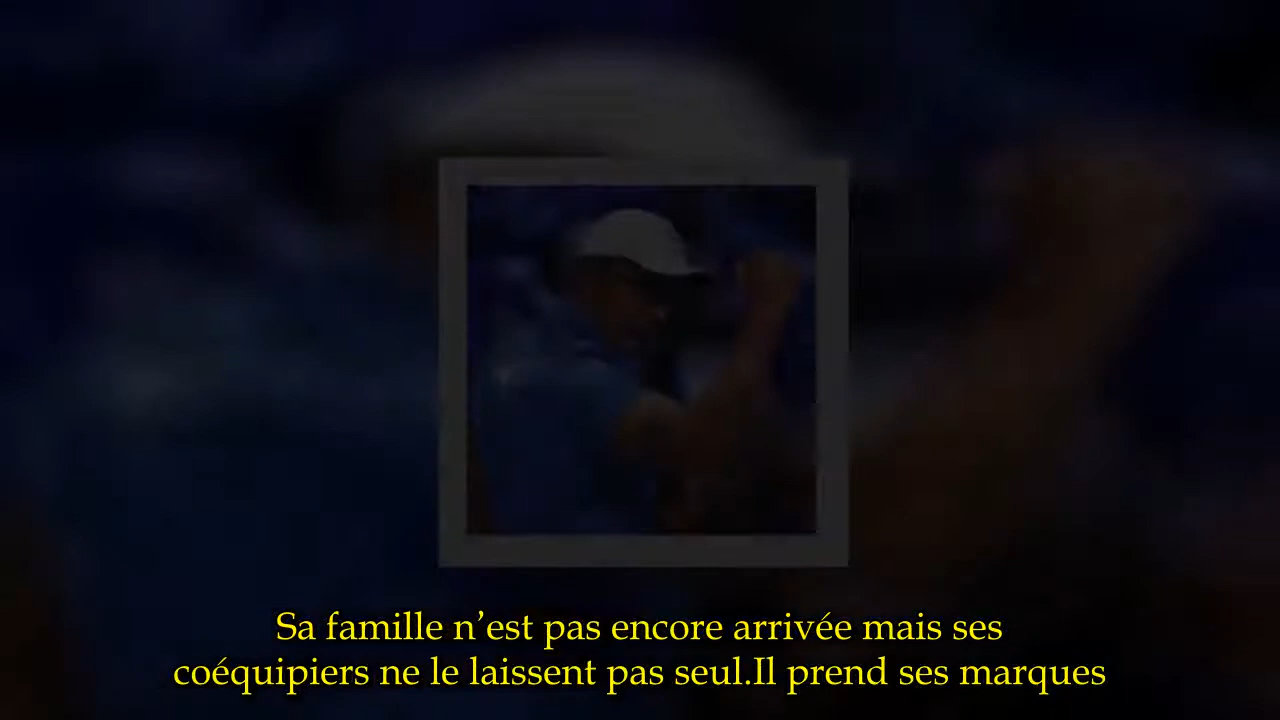 Sa famille n’est pas encore arrivée mais ses
coéquipiers ne le laissent pas seul.Il prend ses marques